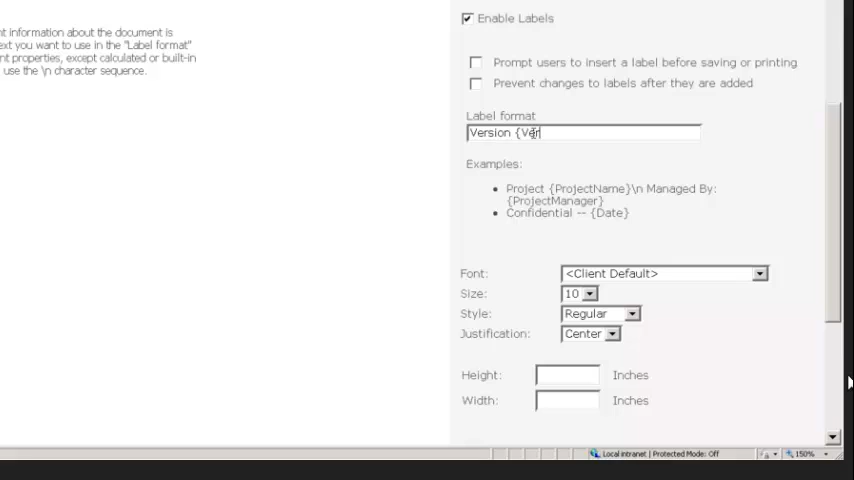 nt information about the document is
ext you want to use in the "Label format"
nt properties, except calculated or built-in
use the \n character sequence.
Enable Labels
Prompt users to insert a label before saving or printing
Prevent changes to labels after they are added
Label format
Version {Ver
Examples:
Project {ProjectName}\n Managed By:
{ProjectManager}
Confidential -- {Date}
Font:
<Client Default>
Size:
10
Style:
Regular
Justification:
Center
Height:
Inches
Width:
Inches
Local intranet | Protected Mode: Off
150%